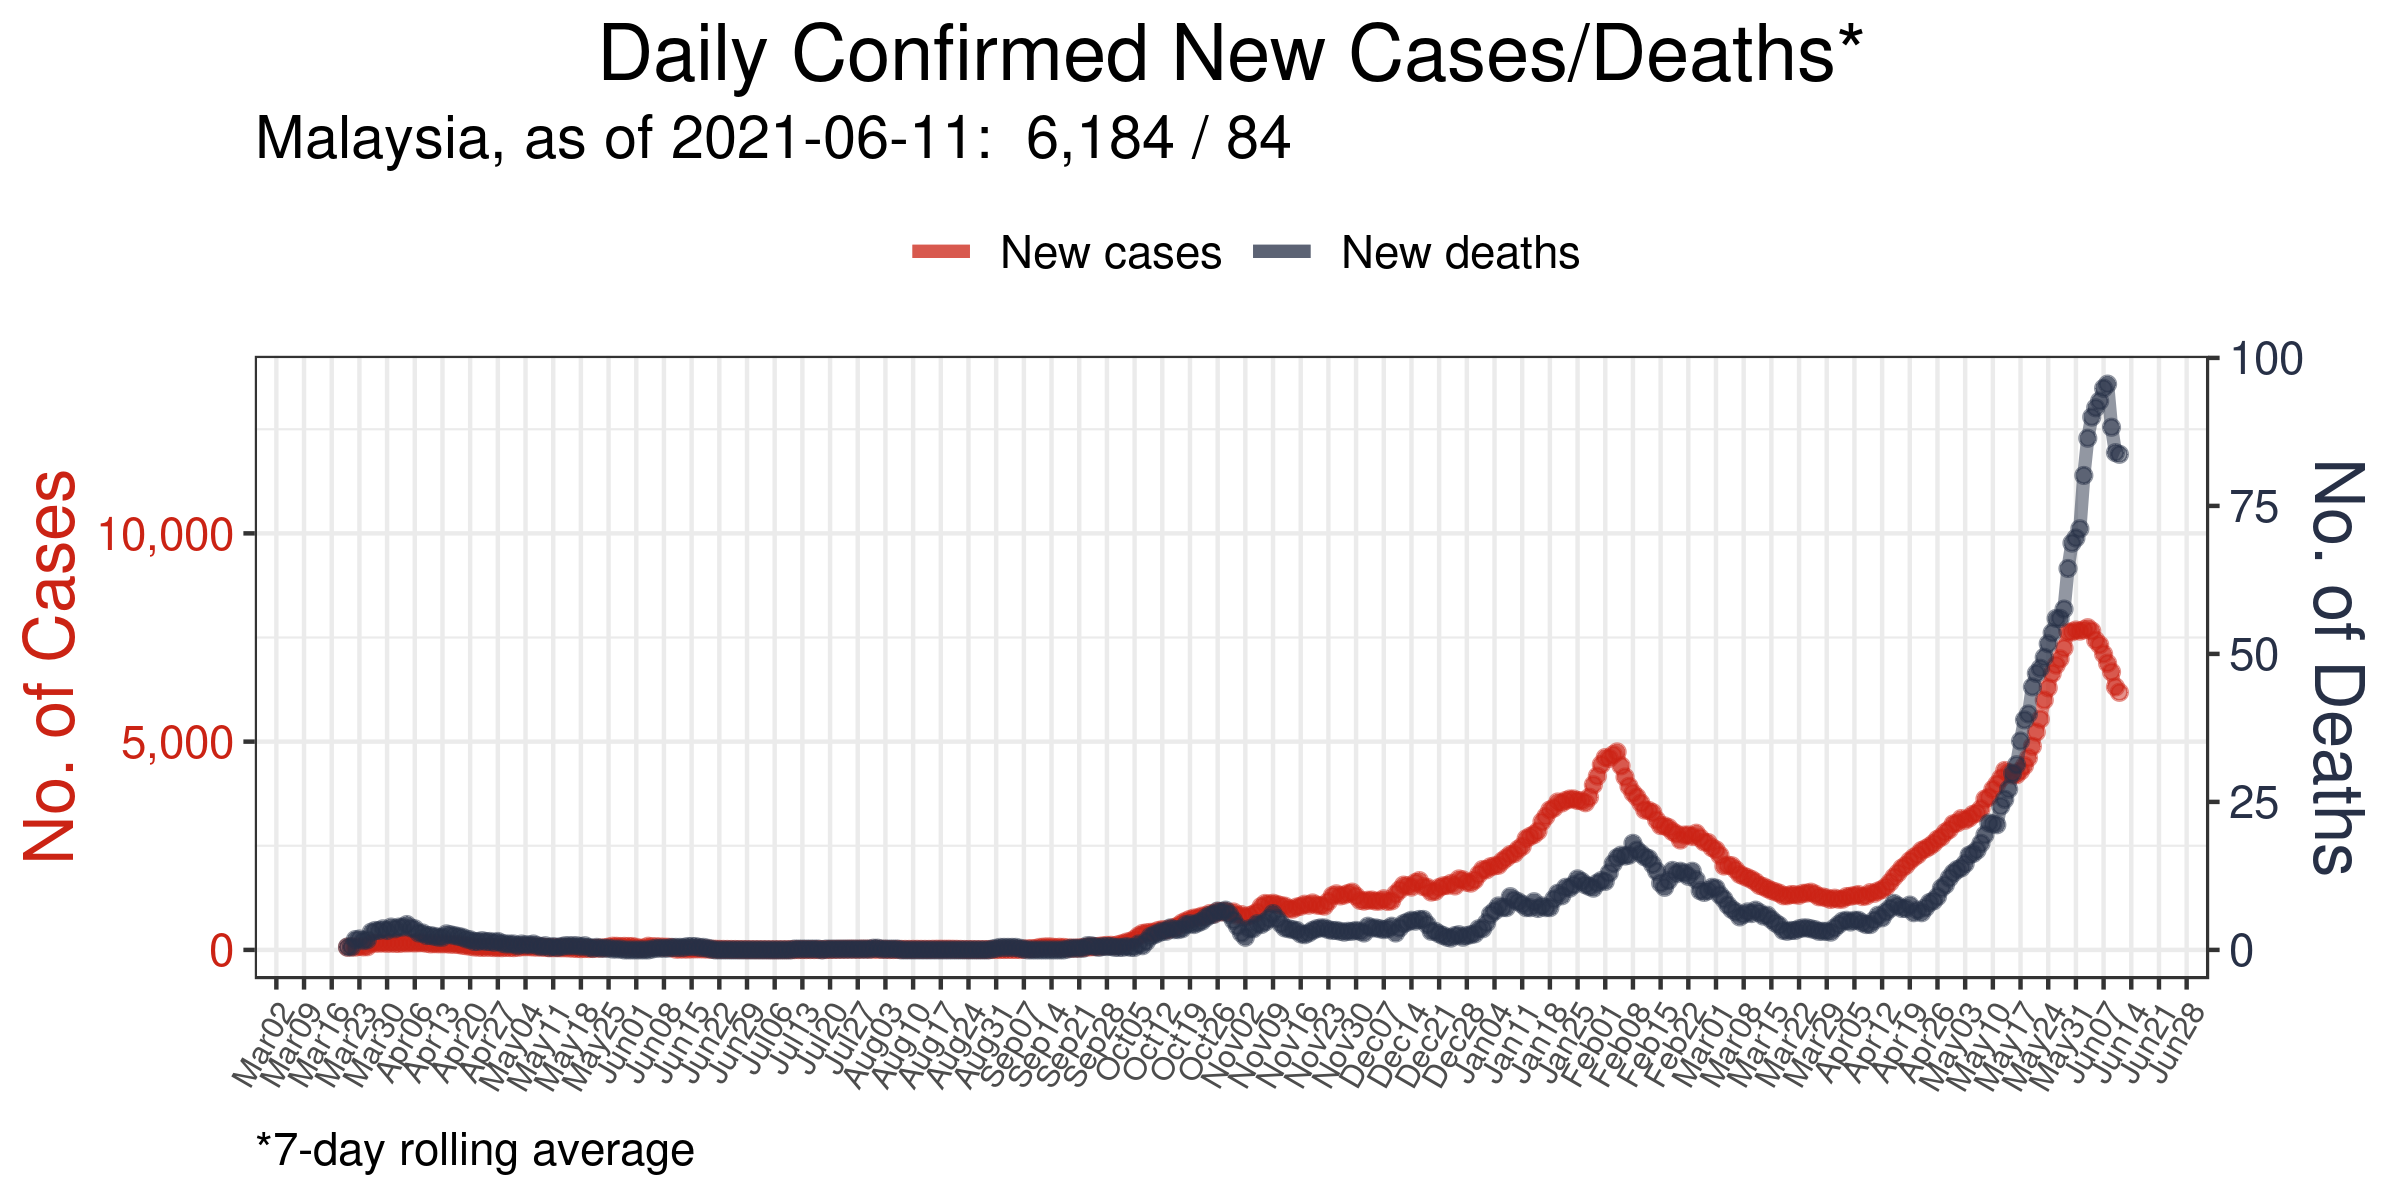 Daily Confirmed New Cases/Deaths*
Malaysia, as of 2021-06-11:  6,184 / 84
New cases
New deaths
No. of Cases
10,000
5,000
0
100
75
50
25
0
No. of Deaths
Mar02
Mar09
Mar16
Mar23
Mar30
Apr06
Apr13
Apr20
Apr27
May04
May11
May18
May25
Jun01
Jun08
Jun15
Jun22
Jun29
Jul06
Jul13
Jul20
Jul27
Aug03
Aug10
Aug17
Aug24
Aug31
Sep07
Sep14
Sep21
Sep28
Oct05
Oct12
Oct19
Oct26
Nov02
Nov09
Nov16
Nov23
Nov30
Dec07
Dec14
Dec21
Dec28
Jan04
Jan11
Jan18
Jan25
Feb01
Feb08
Feb15
Feb22
Mar01
Mar08
Mar15
Mar22
Mar29
Apr05
Apr12
Apr19
Apr26
May03
May10
May17
May24
May31
Jun07
Jun14
Jun21
Jun28
*7-day rolling average